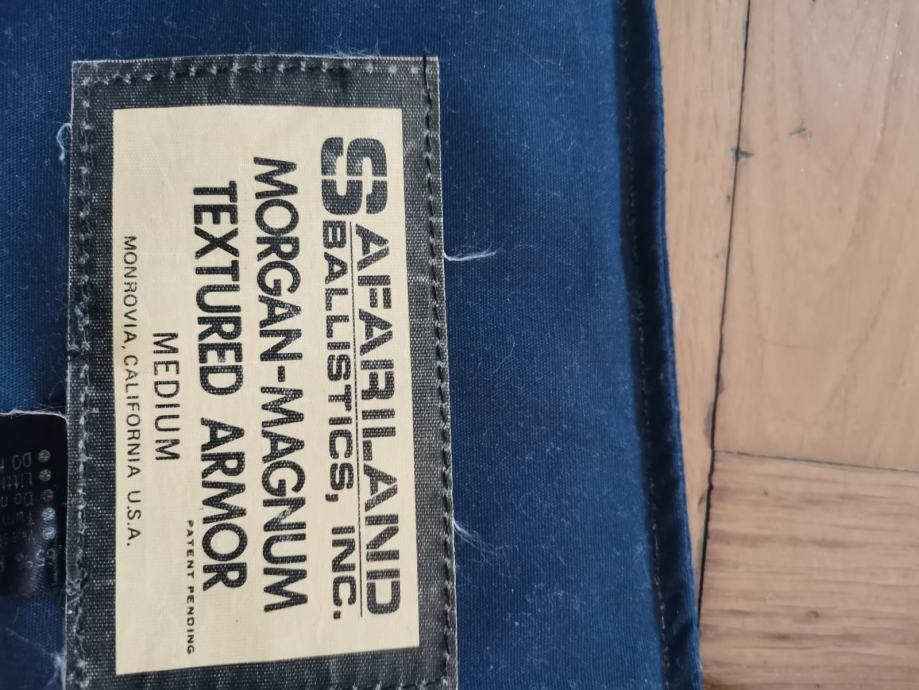 SAFARILAND
BALLISTICS, INC.
MORGAN-MAGNUM
TEXTURED ARMOR
PATENT PENDING
MEDIUM
MONROVIA, CALIFORNIA U.S.A.